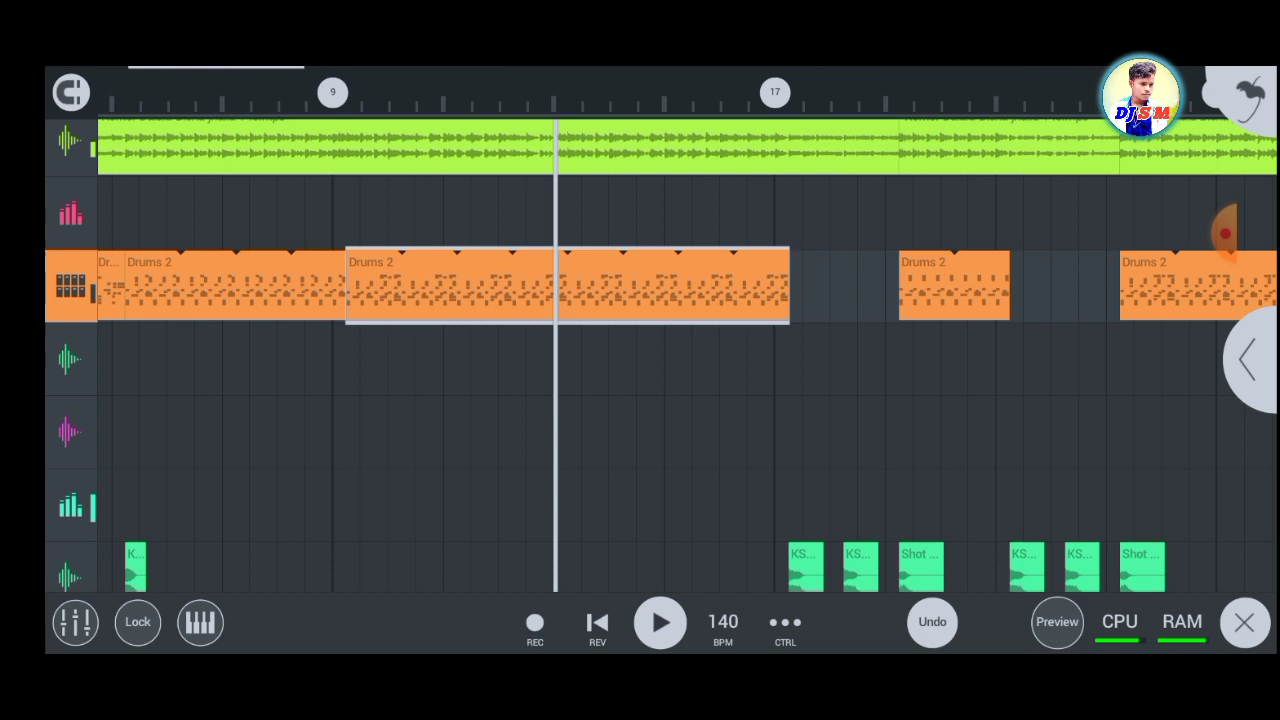 9
17
DJ S M
Dr...
Drums 2
Drums 2
Drums 2
Drums 2
K...
KS...
KS...
Shot ...
KS...
KS...
Shot ...
Lock
REC
REV
140
BPM
CTRL
Undo
Preview
CPU
RAM